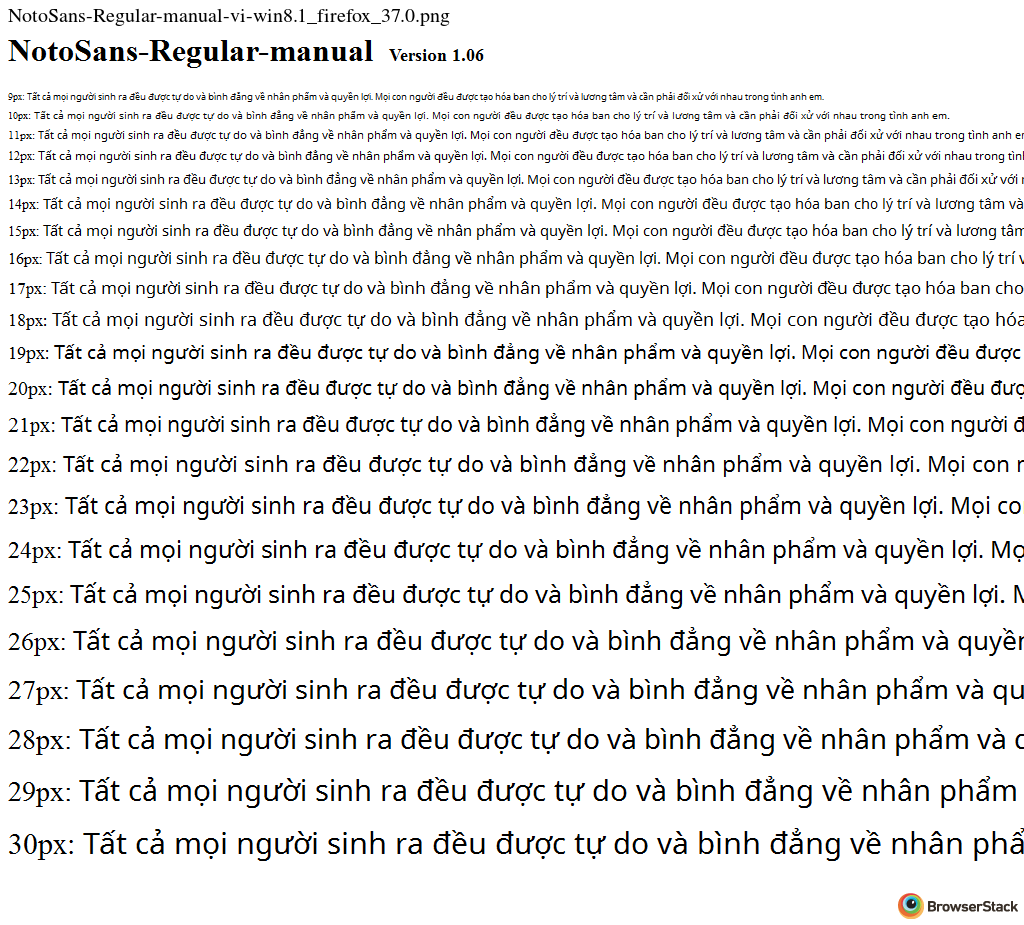 NotoSans-Regular-manual-vi-win8.1_firefox_37.0.png
NotoSans-Regular-manual Version 1.06
9px: Tất cả mọi người sinh ra đều được tự do và bình đẳng về nhân phẩm và quyền lợi. Mọi con người đều được tạo hóa ban cho lý trí và lương tâm và cần phải đối xử với nhau trong tình anh em.
10px: Tất cả mọi người sinh ra đều được tự do và bình đẳng về nhân phẩm và quyền lợi. Mọi con người đều được tạo hóa ban cho lý trí và lương tâm và cần phải đối xử với nhau trong tình anh em.
11px: Tất cả mọi người sinh ra đều được tự do và bình đẳng về nhân phẩm và quyền lợi. Mọi con người đều được tạo hóa ban cho lý trí và lương tâm và cần phải đối xử với nhau trong tình anh
12px: Tất cả mọi người sinh ra đều được tự do và bình đẳng về nhân phẩm và quyền lợi. Mọi con người đều được tạo hóa ban cho lý trí và lương tâm và cần phải đối xử với nhau trong
13px: Tất cả mọi người sinh ra đều được tự do và bình đẳng về nhân phẩm và quyền lợi. Mọi con người đều được tạo hóa ban cho lý trí và lương tâm và cần phải đối xử với
14px: Tất cả mọi người sinh ra đều được tự do và bình đẳng về nhân phẩm và quyền lợi. Mọi con người đều được tạo hóa ban cho lý trí và lương tâm và
15px: Tất cả mọi người sinh ra đều được tự do và bình đẳng về nhân phẩm và quyền lợi. Mọi con người đều được tạo hóa ban cho lý trí và lương tâm
16px: Tất cả mọi người sinh ra đều được tự do và bình đẳng về nhân phẩm và quyền lợi. Mọi con người đều được tạo hóa ban cho lý trí
17px: Tất cả mọi người sinh ra đều được tự do và bình đẳng về nhân phẩm và quyền lợi. Mọi con người đều được tạo hóa ban cho
18px: Tất cả mọi người sinh ra đều được tự do và bình đẳng về nhân phẩm và quyền lợi. Mọi con người đều được tạo hóa
19px: Tất cả mọi người sinh ra đều được tự do và bình đẳng về nhân phẩm và quyền lợi. Mọi con người đều được
20px: Tất cả mọi người sinh ra đều được tự do và bình đẳng về nhân phẩm và quyền lợi. Mọi con người đều
21px: Tất cả mọi người sinh ra đều được tự do và bình đẳng về nhân phẩm và quyền lợi. Mọi con người
22px: Tất cả mọi người sinh ra đều được tự do và bình đẳng về nhân phẩm và quyền lợi. Mọi con
23px: Tất cả mọi người sinh ra đều được tự do và bình đẳng về nhân phẩm và quyền lợi. Mọi co
24px: Tất cả mọi người sinh ra đều được tự do và bình đẳng về nhân phẩm và quyền lợi. Mọ
25px: Tất cả mọi người sinh ra đều được tự do và bình đẳng về nhân phẩm và quyền lợi.
26px: Tất cả mọi người sinh ra đều được tự do và bình đẳng về nhân phẩm và quyền
27px: Tất cả mọi người sinh ra đều được tự do và bình đẳng về nhân phẩm và qu
28px: Tất cả mọi người sinh ra đều được tự do và bình đẳng về nhân phẩm và
29px: Tất cả mọi người sinh ra đều được tự do và bình đẳng về nhân phẩm
30px: Tất cả mọi người sinh ra đều được tự do và bình đẳng về nhân phẩ
BrowserStack